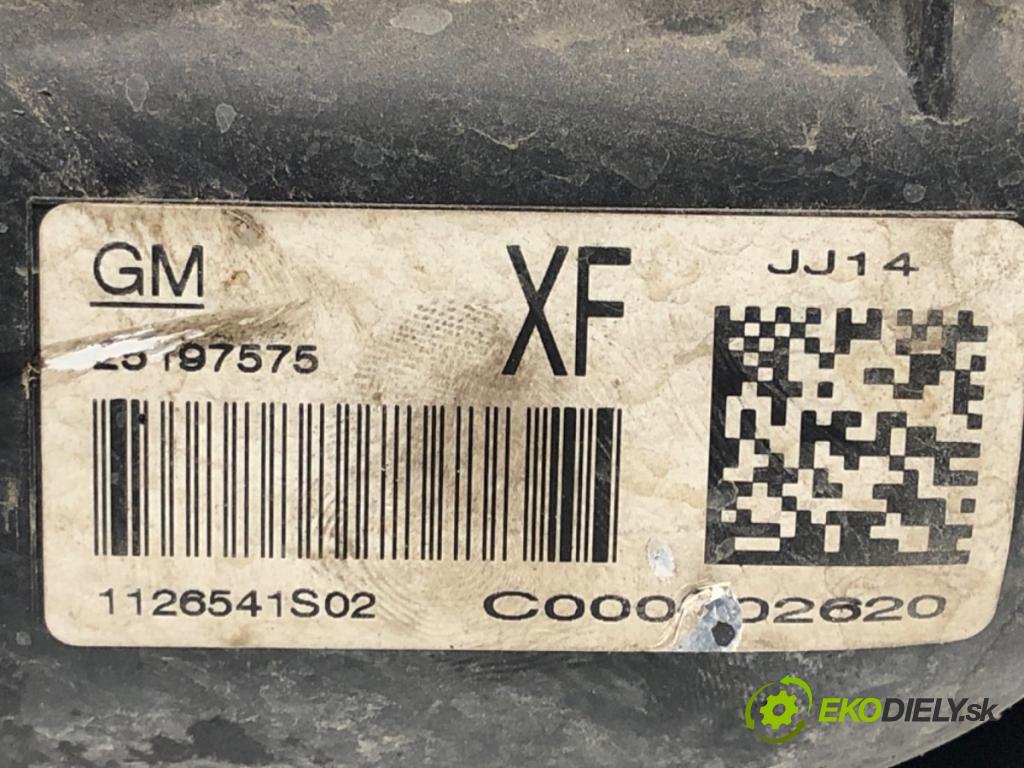 GM
XF
JJ14
25197575
1126541S02
EKODIELY.sk